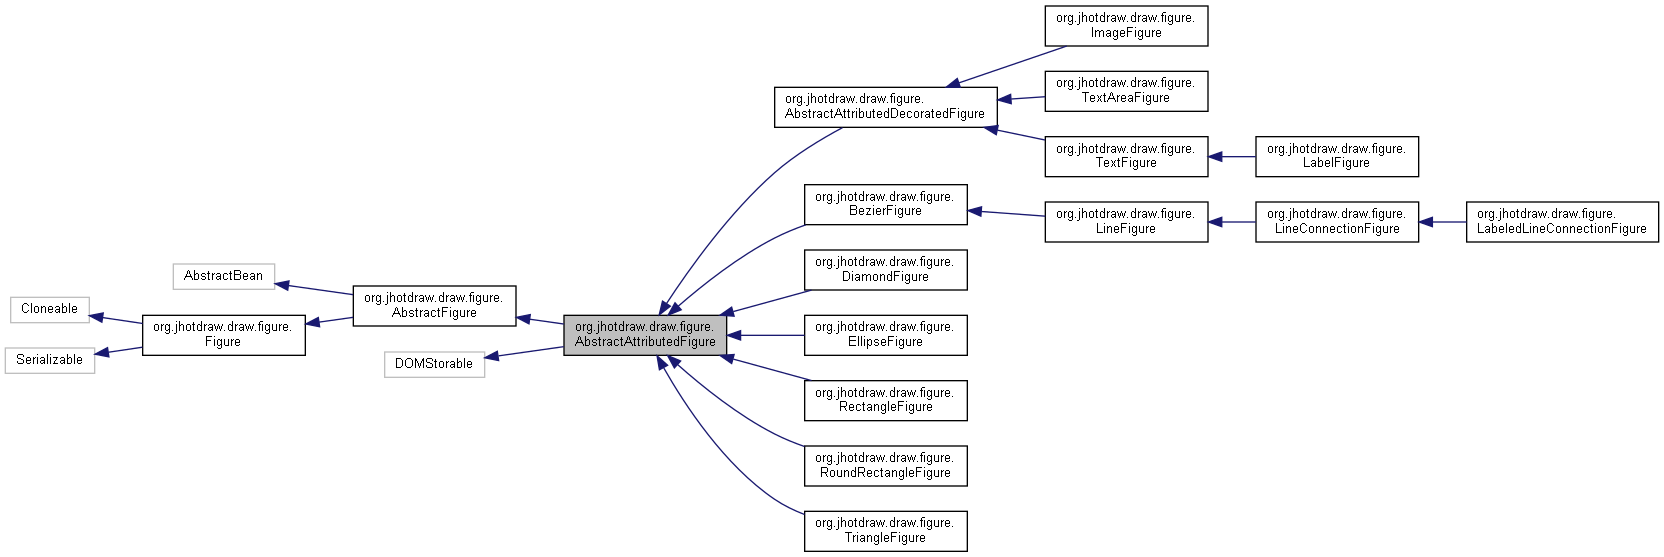 org.jhotdraw.draw.figure.
ImageFigure
org.jhotdraw.draw.figure.
TextAreaFigure
org.jhotdraw.draw.figure.
AbstractAttributedDecoratedFigure
org.jhotdraw.draw.figure.
TextFigure
org.jhotdraw.draw.figure.
LabelFigure
org.jhotdraw.draw.figure.
BezierFigure
org.jhotdraw.draw.figure.
LineFigure
org.jhotdraw.draw.figure.
LineConnectionFigure
org.jhotdraw.draw.figure.
LabeledLineConnectionFigure
org.jhotdraw.draw.figure.
DiamondFigure
AbstractBean
Cloneable
org.jhotdraw.draw.figure.
AbstractFigure
org.jhotdraw.draw.figure.
Figure
Serializable
DOMStorable
org.jhotdraw.draw.figure.
AbstractAttributedFigure
org.jhotdraw.draw.figure.
EllipseFigure
org.jhotdraw.draw.figure.
RectangleFigure
org.jhotdraw.draw.figure.
RoundRectangleFigure
org.jhotdraw.draw.figure.
TriangleFigure